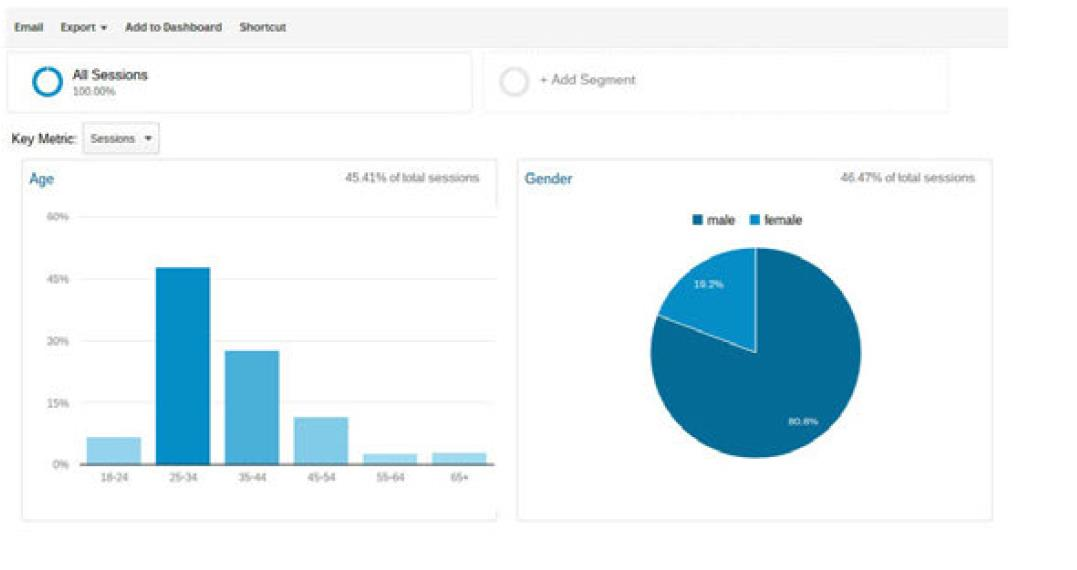 Email Export Add to Dashboard Shortcut
All Sessions
100.00%
+ Add Segment
Key Metric: Sessions
Age 45.41% of total sessions
60%
45%
30%
15%
0%
18-24 25-34 35-44 45-54 55-64 65+
Gender 46.47% of total sessions
male female
19.2%
80.8%